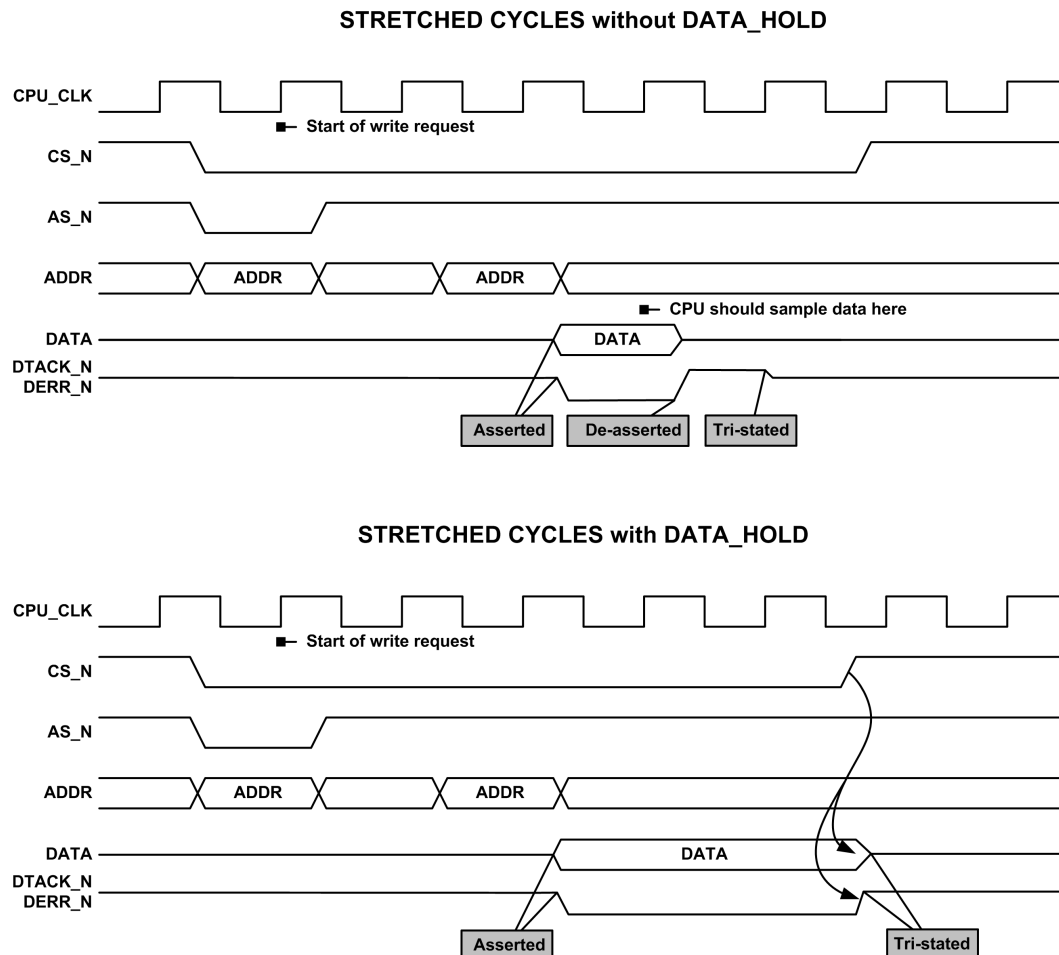 STRETCHED CYCLES without DATA_HOLD
CPU_CLK
Start of write request
CS_N
AS_N
ADDR ADDR ADDR
CPU should sample data here
DATA DATA
DTACK_N
DERR_N
Asserted De-asserted Tri-stated
STRETCHED CYCLES with DATA_HOLD
CPU_CLK
Start of write request
CS_N
AS_N
ADDR ADDR ADDR
DATA DATA
DTACK_N
DERR_N
Asserted Tri-stated